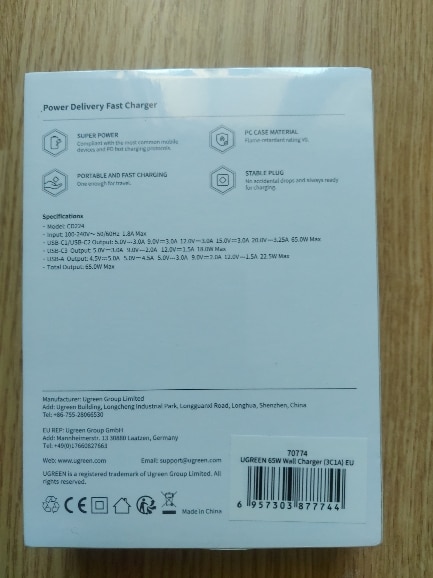 Power Delivery Fast Charger
SUPER POWER
Compliant with the most common mobile
devices and PD fast charging protocols.
PC CASE MATERIAL
Flame-retardant rating V0.
PORTABLE AND FAST CHARGING
One enough for travel.
STABLE PLUG
No accidental drops and always ready
for charging.
Specifications
· Model: CD224
· Input: 100-240V~ 50/60Hz 1.8A Max
· USB-C1/USB-C2 Output: 5.0V⎓3.0A 9.0V⎓3.0A 12.0V⎓3.0A 15.0V⎓3.0A 20.0V⎓3.25A 65.0W Max
· USB-C3 Output: 5.0V⎓3.0A 9.0V⎓2.0A 12.0V⎓1.5A 18.0W Max
· USB-A Output: 4.5V⎓5.0A 5.0V⎓4.5A 5.0V⎓3.0A 9.0V⎓2.0A 12.0V⎓1.5A 22.5W Max
· Total Output: 65.0W Max
Manufacturer: Ugreen Group Limited
Add: Ugreen Building, Longcheng Industrial Park, Longguanxi Road, Longhua, Shenzhen, China
Tel: +86-755-28066530
EU REP: Ugreen Group GmbH
Add: Mannheimerstr. 13 30880 Laatzen, Germany
Tel: +49(0)17660827663
Web: www.ugreen.com Email: support@ugreen.com
UGREEN is a registered trademark of Ugreen Group Limited. All
rights reserved.
CE
Made in China
70774
UGREEN 65W Wall Charger (3C1A) EU
6 957303 877744